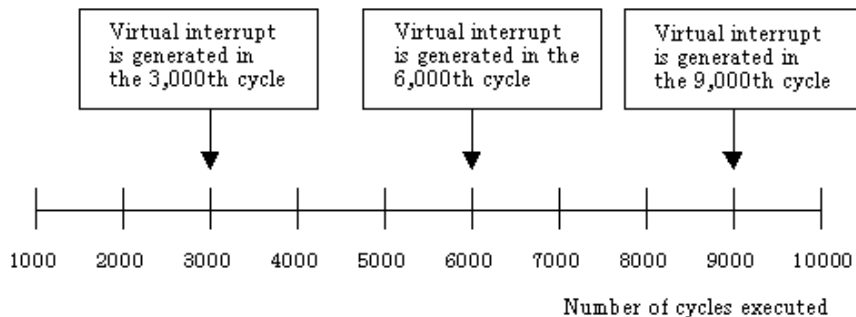 Virtual interrupt
is generated in
the 3,000th cycle
Virtual interrupt
is generated in the
6,000th cycle
Virtual interrupt
is generated in
the 9,000th cycle
1000 2000 3000 4000 5000 6000 7000 8000 9000 10000
Number of cycles executed